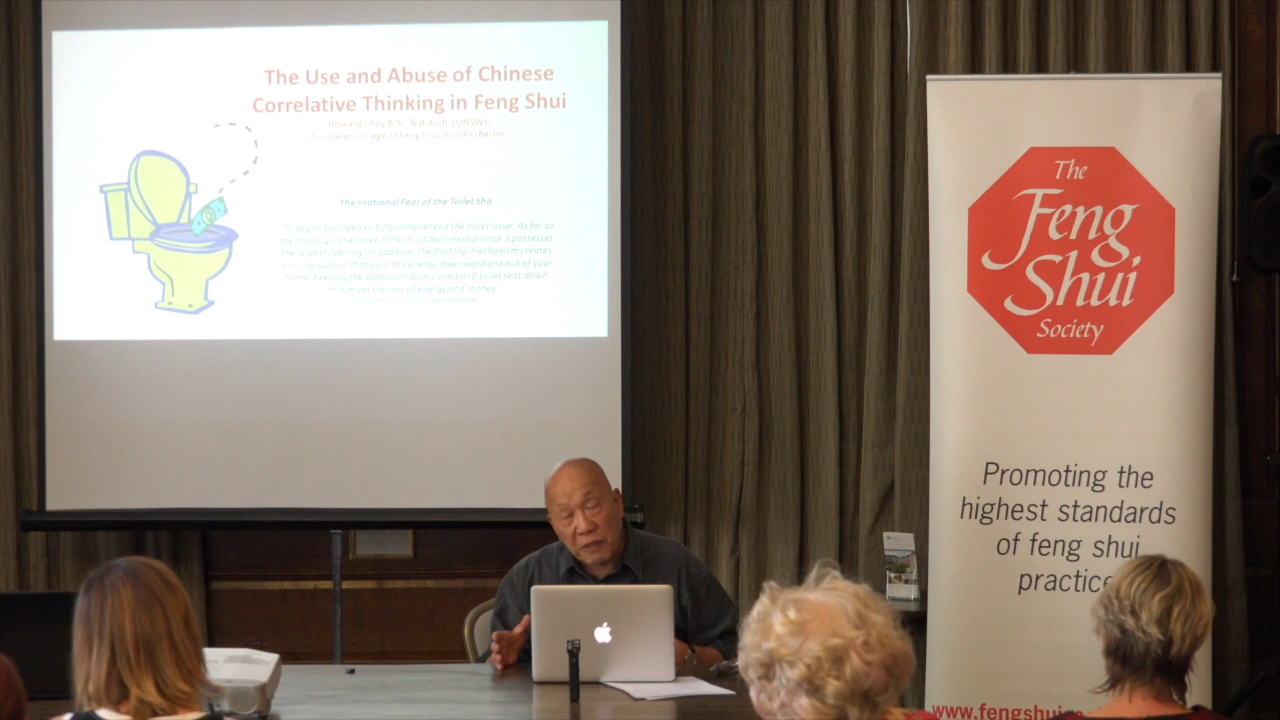 The Use and Abuse of Chinese
Correlative Thinking in Feng Shui
Howard Choy B.Sc. & B.Arch. (UNSW),
European College of Feng Shui (ECOFS) Berlin
The Irrational Fear of the Toilet Sha
"To begin, you need to fully comprehend the toilet issue. As far as
the drains go, the toilet is the most detrimental since it possesses
the largest opening. In addition, the flushing mechanism creates
a strong suction that pulls the energy downward and out of your
home. Keeping the bathroom door closed and toilet seat down
minimizes the loss of energy and money."
The
Feng
Shui
Society
Promoting the
highest standards
of feng shui
practice
www.fengshui